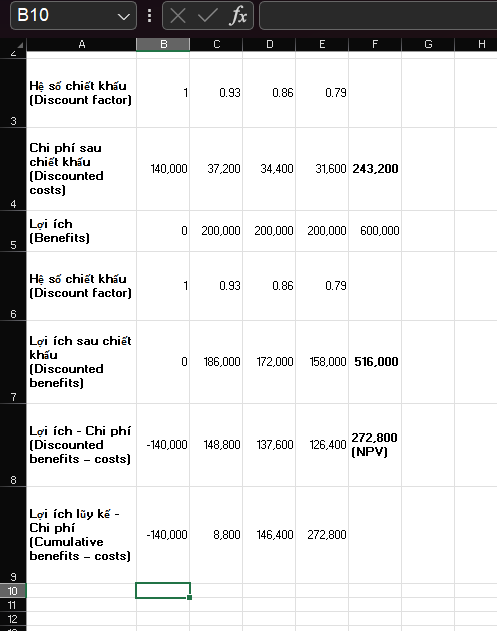 B10
fx
A B C D E F G H
2
Hệ số chiết khấu
(Discount factor) 1 0.93 0.86 0.79
3
Chi phí sau
chiết khấu
(Discounted
costs) 140,000 37,200 34,400 31,600 243,200
4
Lợi ích
(Benefits) 0 200,000 200,000 200,000 600,000
5
Hệ số chiết khấu
(Discount factor) 1 0.93 0.86 0.79
6
Lợi ích sau chiết
khấu
(Discounted
benefits) 0 186,000 172,000 158,000 516,000
7
Lợi ích - Chi phí
(Discounted
benefits – costs) -140,000 148,800 137,600 126,400 272,800
(NPV)
8
Lợi ích lũy kế -
Chi phí
(Cumulative
benefits – costs) -140,000 8,800 146,400 272,800
9
10
11
12